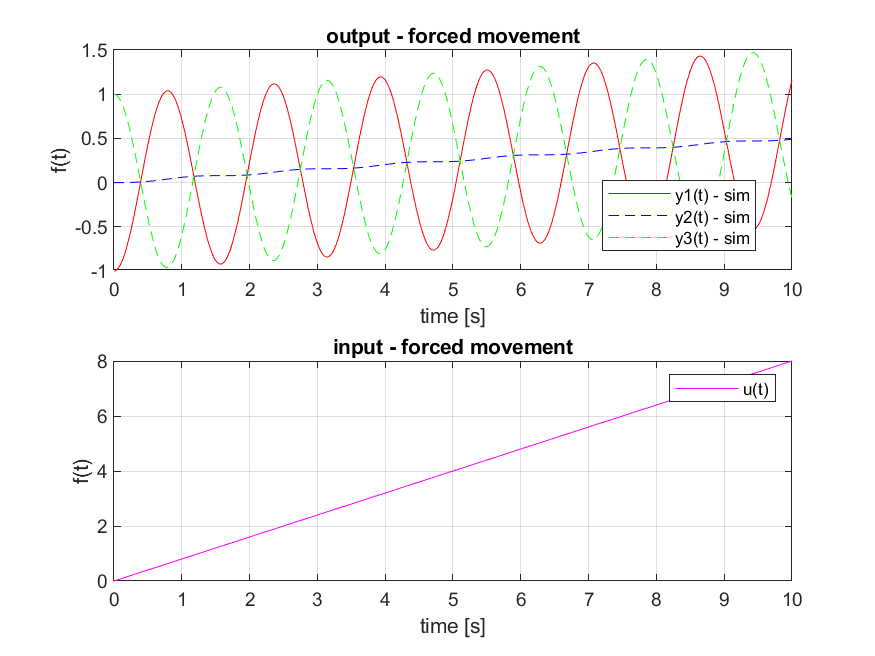 output - forced movement
f(t)
1.5
1
0.5
0
-0.5
-1
y1(t) - sim
y2(t) - sim
y3(t) - sim
0 1 2 3 4 5 6 7 8 9 10
time [s]
input - forced movement
f(t)
8
6
4
2
0
u(t)
0 1 2 3 4 5 6 7 8 9 10
time [s]